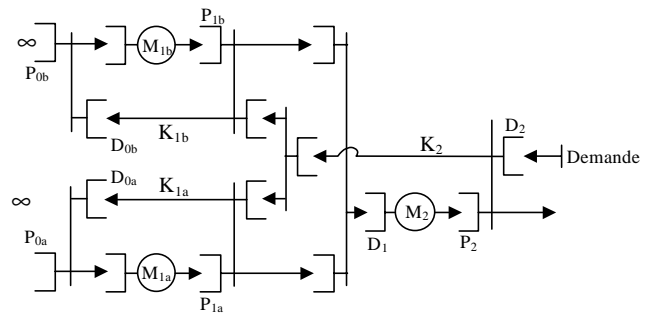 P1b
∞ M1b
P0b
D2
K1b K2
D0b
Demande
D0a
∞ K1a
P0a M2
D1 P2
M1a
P1a